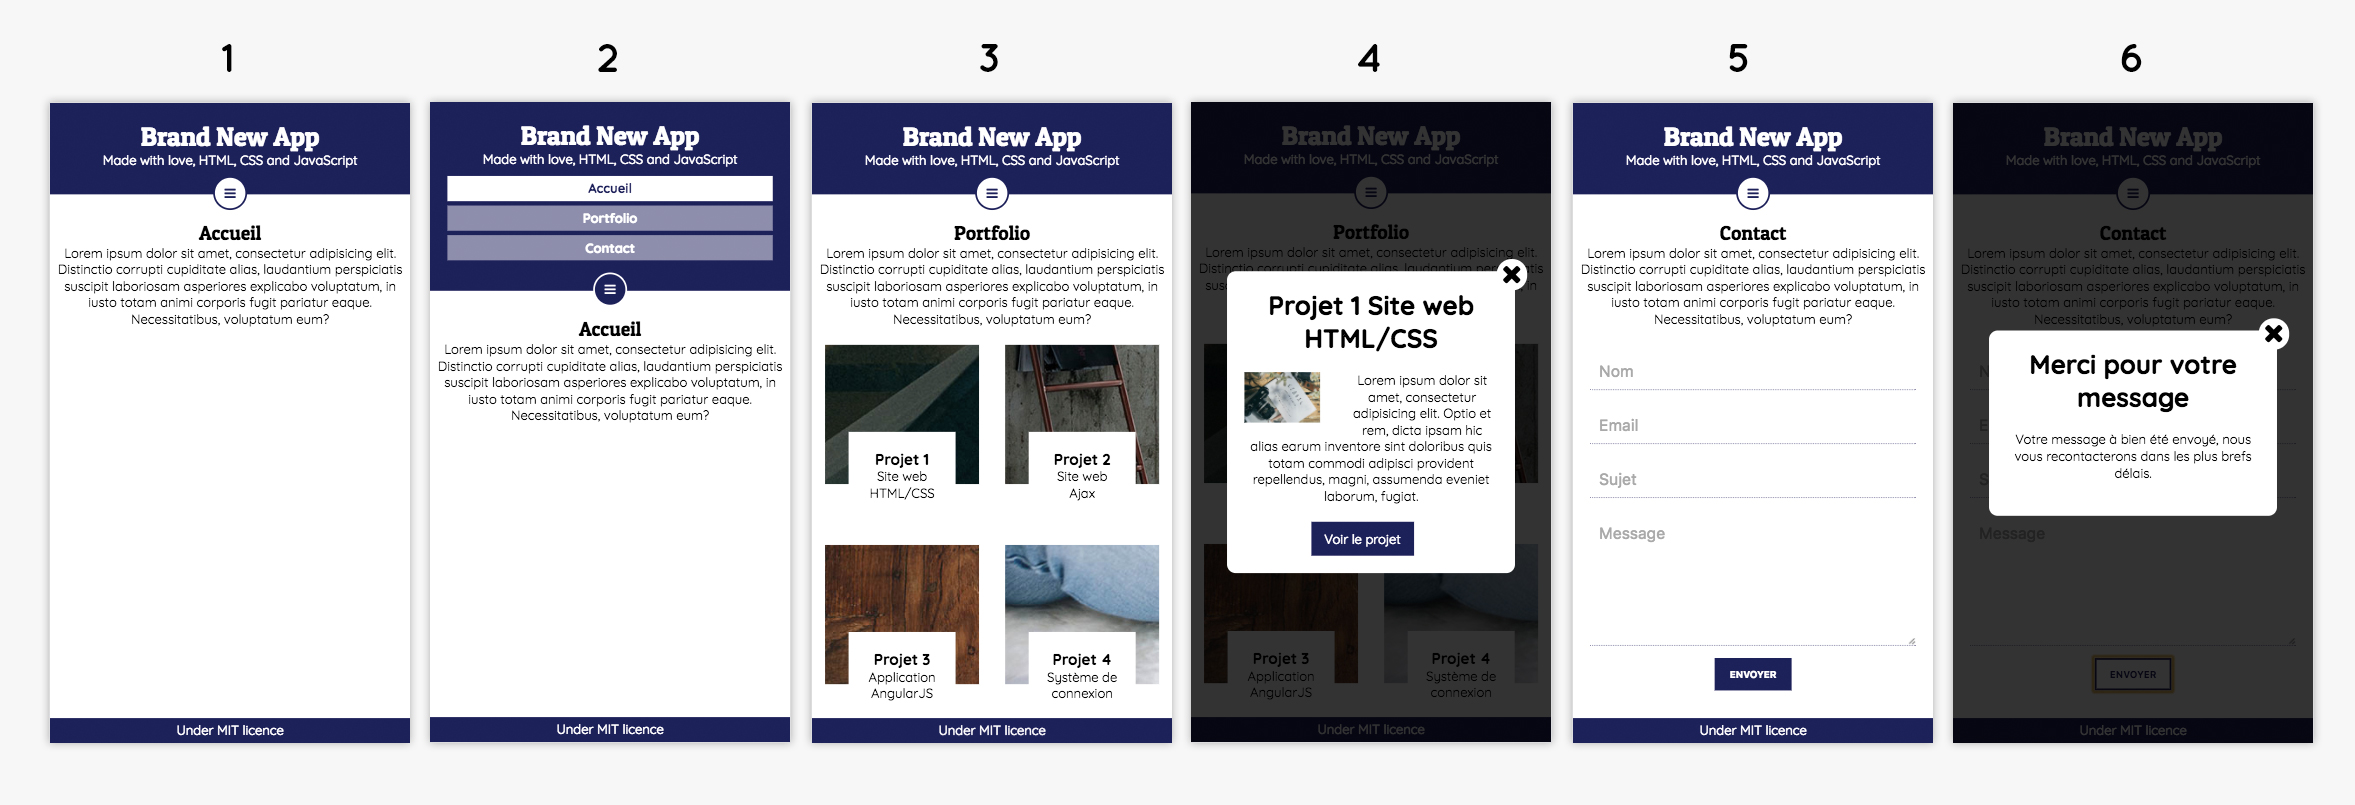 1
2
3
4
5
6
Brand New App
Made with love, HTML, CSS and JavaScript
Accueil
Lorem ipsum dolor sit amet, consectetur adipisicing elit.
Distinctio corrupti cupiditate alias, laudantium perspiciatis
suscipit laboriosam asperiores explicabo voluptatum, in
iusto totam animi corporis fugit pariatur eaque.
Necessitatibus, voluptatum eum?
Under MIT licence
Brand New App
Made with love, HTML, CSS and JavaScript
Accueil
Portfolio
Contact
Accueil
Lorem ipsum dolor sit amet, consectetur adipisicing elit.
Distinctio corrupti cupiditate alias, laudantium perspiciatis
suscipit laboriosam asperiores explicabo voluptatum, in
iusto totam animi corporis fugit pariatur eaque.
Necessitatibus, voluptatum eum?
Under MIT licence
Brand New App
Made with love, HTML, CSS and JavaScript
Portfolio
Lorem ipsum dolor sit amet, consectetur adipisicing elit.
Distinctio corrupti cupiditate alias, laudantium perspiciatis
suscipit laboriosam asperiores explicabo voluptatum, in
iusto totam animi corporis fugit pariatur eaque.
Necessitatibus, voluptatum eum?
Projet 1
Site web
HTML/CSS
Projet 2
Site web
Ajax
Projet 3
Application
AngularJS
Projet 4
Système de
connexion
Under MIT licence
Brand New App
Made with love, HTML, CSS and JavaScript
Portfolio
Lorem ipsum dolor sit amet, consectetur adipisicing elit.
Distinctio corrupti cupiditate alias, laudantium perspiciatis
Projet 1 Site web
HTML/CSS
Lorem ipsum dolor sit
amet, consectetur
adipisicing elit. Optio et
rem, dicta ipsam hic
alias earum inventore sint doloribus quis
totam commodi adipisci provident
repellendus, magni, assumenda eveniet
laborum, fugiat.
Voir le projet
Projet 3
Application
AngularJS
Projet 4
Système de
connexion
Under MIT licence
Brand New App
Made with love, HTML, CSS and JavaScript
Contact
Lorem ipsum dolor sit amet, consectetur adipisicing elit.
Distinctio corrupti cupiditate alias, laudantium perspiciatis
suscipit laboriosam asperiores explicabo voluptatum, in
iusto totam animi corporis fugit pariatur eaque.
Necessitatibus, voluptatum eum?
Nom
Email
Sujet
Message
ENVOYER
Under MIT licence
Brand New App
Made with love, HTML, CSS and JavaScript
Contact
Lorem ipsum dolor sit amet, consectetur adipisicing elit.
Distinctio corrupti cupiditate alias, laudantium perspiciatis
suscipit laboriosam asperiores explicabo voluptatum, in
iusto totam animi corporis fugit pariatur eaque.
Necessitatibus, voluptatum eum?
Merci pour votre
message
Votre message à bien été envoyé, nous
vous recontacterons dans les plus brefs
délais.
Message
ENVOYER
Under MIT licence